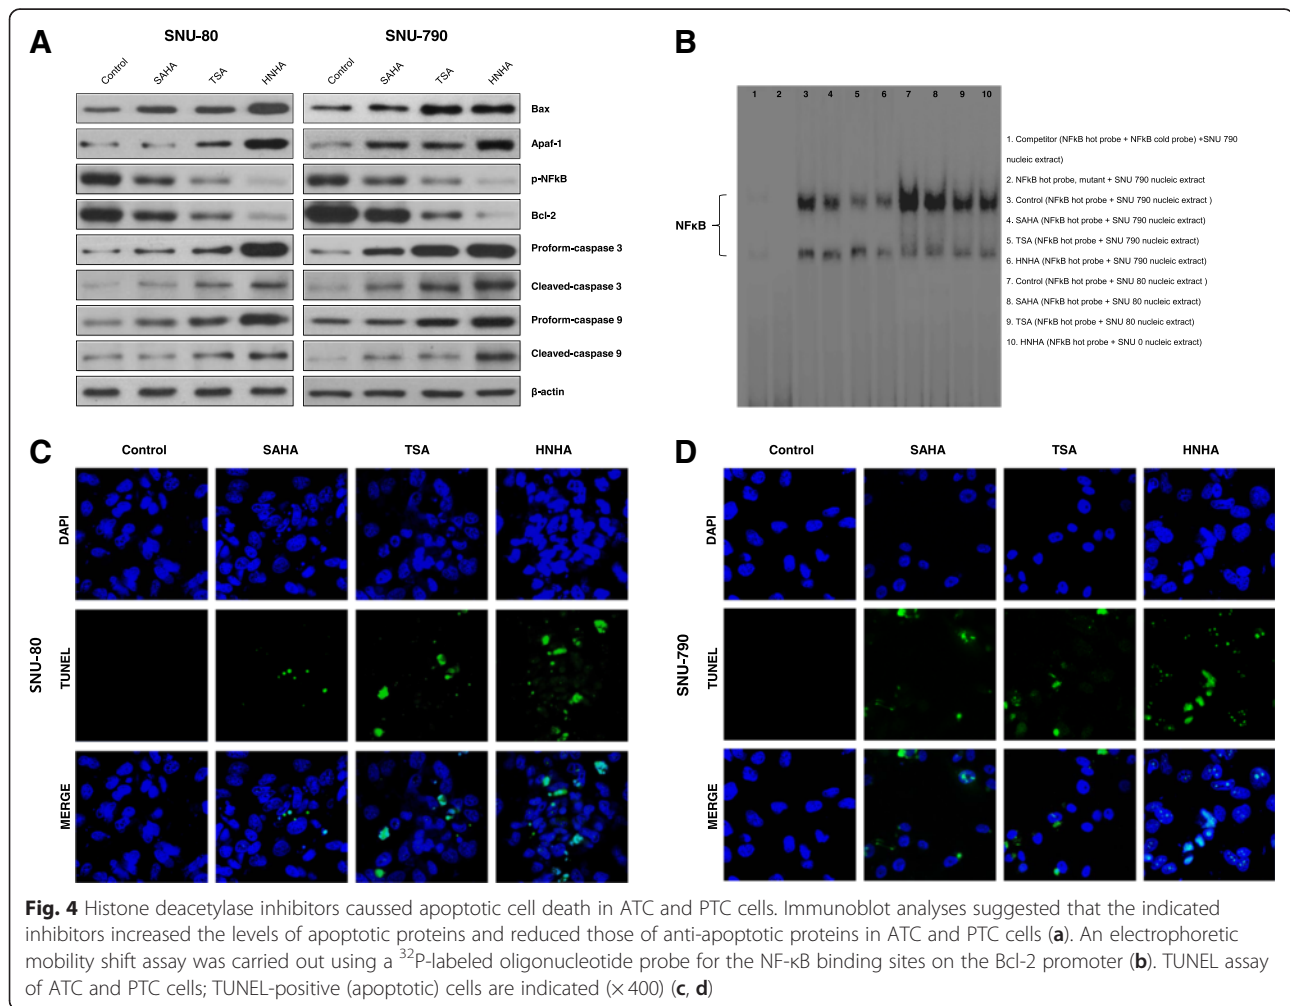 A
SNU-80
SNU-790
Control SAHA TSA HNHA Control SAHA TSA HNHA
Bax
Apaf-1
p-NFkB
Bcl-2
Proform-caspase 3
Cleaved-caspase 3
Proform-caspase 9
Cleaved-caspase 9
β-actin
B
1 2 3 4 5 6 7 8 9 10
NFκB
1. Competitor (NFkB hot probe + NFkB cold probe) +SNU 790
nucleic extract)
2. NFkB hot probe, mutant + SNU 790 nucleic extract
3. Control (NFkB hot probe + SNU 790 nucleic extract )
4. SAHA (NFkB hot probe + SNU 790 nucleic extract)
5. TSA (NFkB hot probe + SNU 790 nucleic extract)
6. HNHA (NFkB hot probe + SNU 790 nucleic extract)
7. Control (NFkB hot probe + SNU 80 nucleic extract )
8. SAHA (NFkB hot probe + SNU 80 nucleic extract)
9. TSA (NFkB hot probe + SNU 80 nucleic extract)
10. HNHA (NFkB hot probe + SNU 0 nucleic extract)
C
Control SAHA TSA HNHA
SNU-80
DAPI
TUNEL
MERGE
D
Control SAHA TSA HNHA
SNU-790
DAPI
TUNEL
MERGE
Fig. 4 Histone deacetylase inhibitors caussed apoptotic cell death in ATC and PTC cells. Immunoblot analyses suggested that the indicated
inhibitors increased the levels of apoptotic proteins and reduced those of anti-apoptotic proteins in ATC and PTC cells (a). An electrophoretic
mobility shift assay was carried out using a ³²P-labeled oligonucleotide probe for the NF-κB binding sites on the Bcl-2 promoter (b). TUNEL assay
of ATC and PTC cells; TUNEL-positive (apoptotic) cells are indicated (× 400) (c, d)